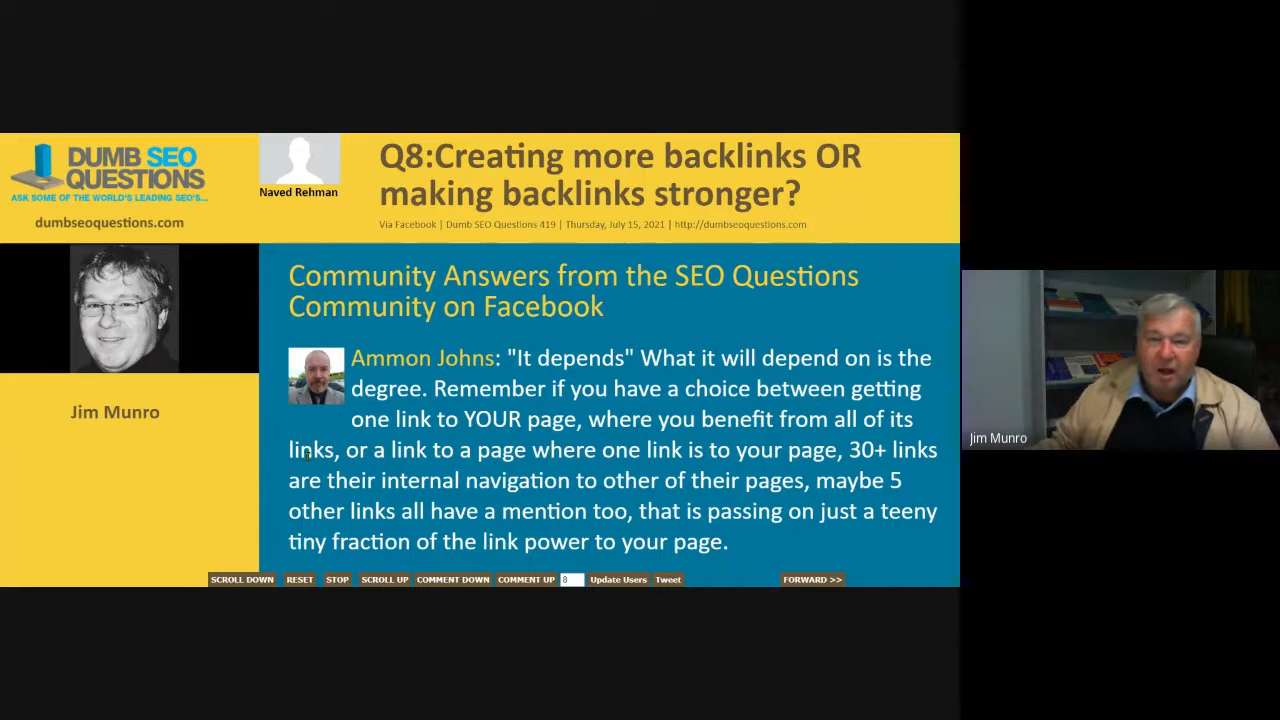 DUMB SEO
QUESTIONS
ASK SOME OF THE WORLD'S LEADING SEO'S...
dumbseoquestions.com
Naved Rehman
Q8:Creating more backlinks OR
making backlinks stronger?
Via Facebook | Dumb SEO Questions 419 | Thursday, July 15, 2021 | http://dumbseoquestions.com
Jim Munro
Community Answers from the SEO Questions
Community on Facebook
Ammon Johns: "It depends" What it will depend on is the
degree. Remember if you have a choice between getting
one link to YOUR page, where you benefit from all of its
links, or a link to a page where one link is to your page, 30+ links
are their internal navigation to other of their pages, maybe 5
other links all have a mention too, that is passing on just a teeny
tiny fraction of the link power to your page.
SCROLL DOWN RESET STOP SCROLL UP COMMENT DOWN COMMENT UP 8 Update Users Tweet FORWARD >>
Jim Munro